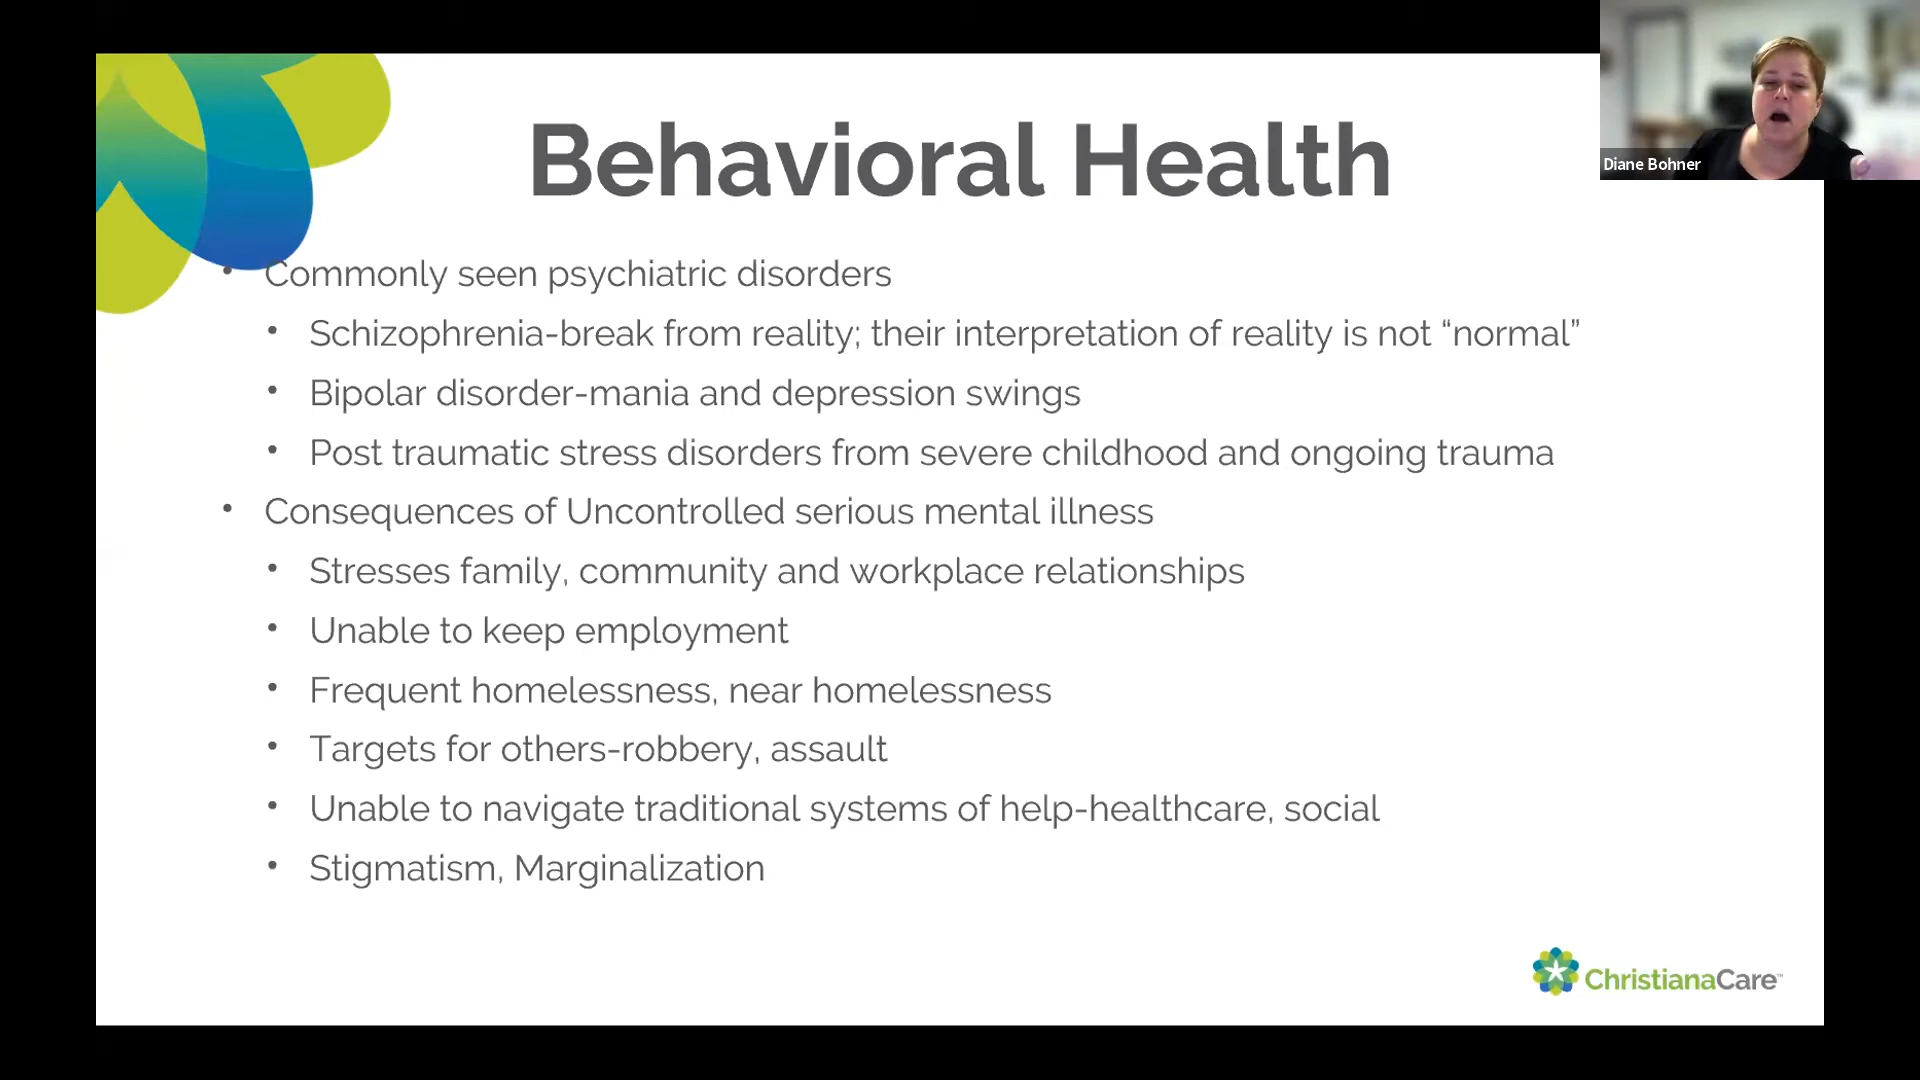 Behavioral Health
Diane Bohner
• Commonly seen psychiatric disorders
• Schizophrenia-break from reality; their interpretation of reality is not “normal”
• Bipolar disorder-mania and depression swings
• Post traumatic stress disorders from severe childhood and ongoing trauma
• Consequences of Uncontrolled serious mental illness
• Stresses family, community and workplace relationships
• Unable to keep employment
• Frequent homelessness, near homelessness
• Targets for others-robbery, assault
• Unable to navigate traditional systems of help-healthcare, social
• Stigmatism, Marginalization
ChristianaCare™